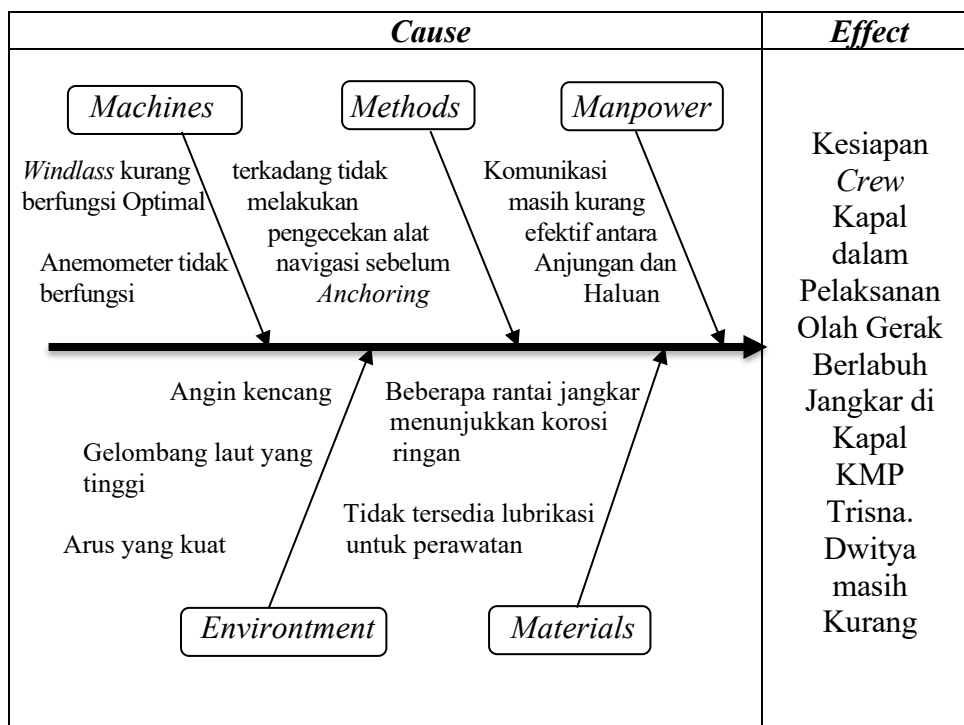 Cause
Effect
Machines
Windlass kurang
berfungsi Optimal
Anemometer tidak
berfungsi
Methods
terkadang tidak
melakukan
pengecekan alat
navigasi sebelum
Anchoring
Manpower
Komunikasi
masih kurang
efektif antara
Anjungan dan
Haluan
Angin kencang
Gelombang laut yang
tinggi
Arus yang kuat
Environtment
Beberapa rantai jangkar
menunjukkan korosi
ringan
Tidak tersedia lubrikasi
untuk perawatan
Materials
Kesiapan
Crew
Kapal
dalam
Pelaksanan
Olah Gerak
Berlabuh
Jangkar di
Kapal
KMP
Trisna.
Dwitya
masih
Kurang